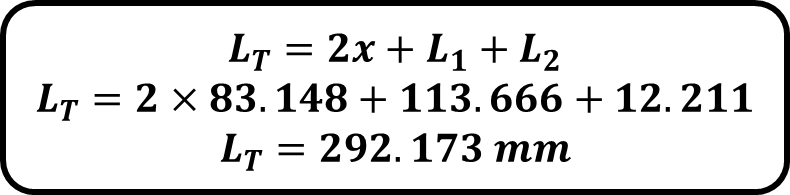 L_T = 2x + L_1 + L_2
L_T = 2 × 83.148 + 113.666 + 12.211
L_T = 292.173 mm